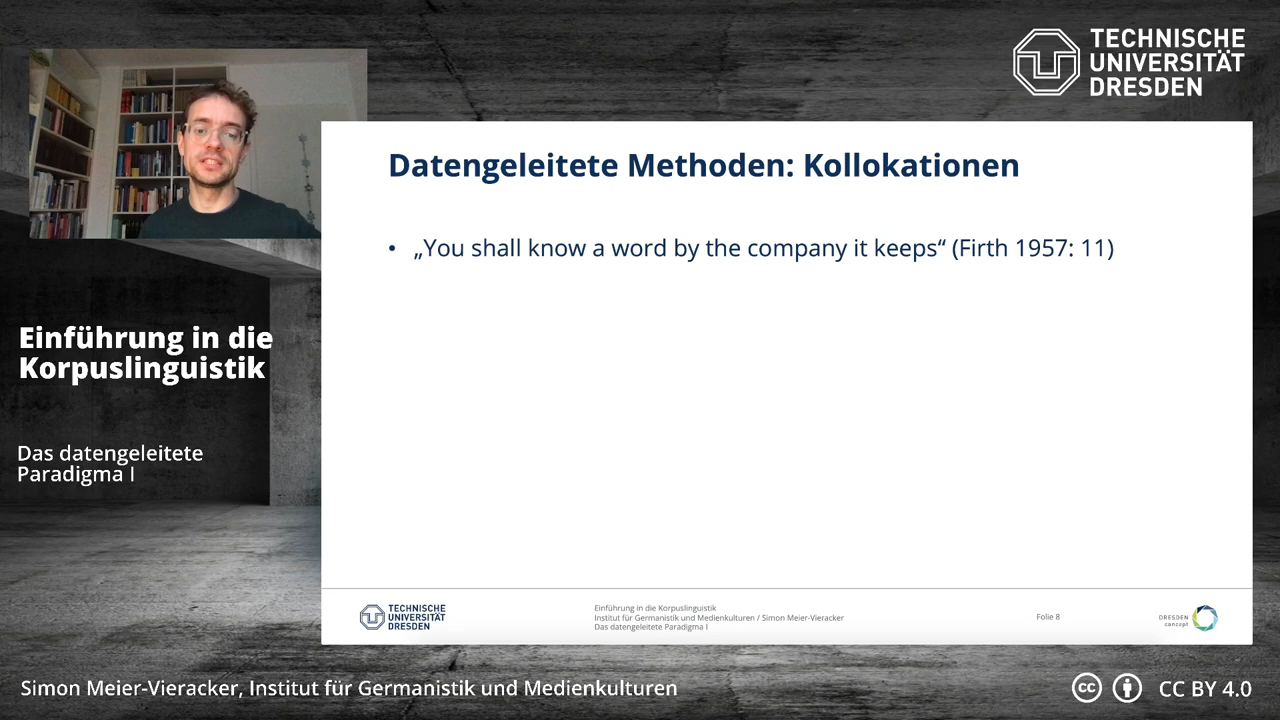 TECHNISCHE
UNIVERSITÄT
DRESDEN
Datengeleitete Methoden: Kollokationen
• „You shall know a word by the company it keeps“ (Firth 1957: 11)
Einführung in die
Korpuslinguistik
Das datengeleitete
Paradigma I
TECHNISCHE
UNIVERSITÄT
DRESDEN
Einführung in die Korpuslinguistik
Institut für Germanistik und Medienkulturen / Simon Meier-Vieracker
Das datengeleitete Paradigma I
Folie 8
DRESDEN
concept
Simon Meier-Vieracker, Institut für Germanistik und Medienkulturen
cc CC BY 4.0